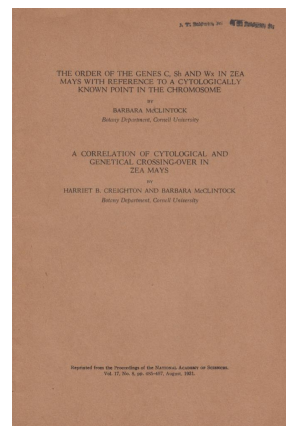 THE ORDER OF THE GENES C, Sh AND Wx IN ZEA
MAYS WITH REFERENCE TO A CYTOLOGICALLY
KNOWN POINT IN THE CHROMOSOME
BY
BARBARA McCLINTOCK
Botany Department, Cornell University
A CORRELATION OF CYTOLOGICAL AND
GENETICAL CROSSING-OVER IN
ZEA MAYS
BY
HARRIET B. CREIGHTON AND BARBARA McCLINTOCK
Botany Department, Cornell University
Reprinted from the Proceedings of the NATIONAL ACADEMY OF SCIENCES,
Vol. 17, No. 8, pp. 485-497, August, 1931.